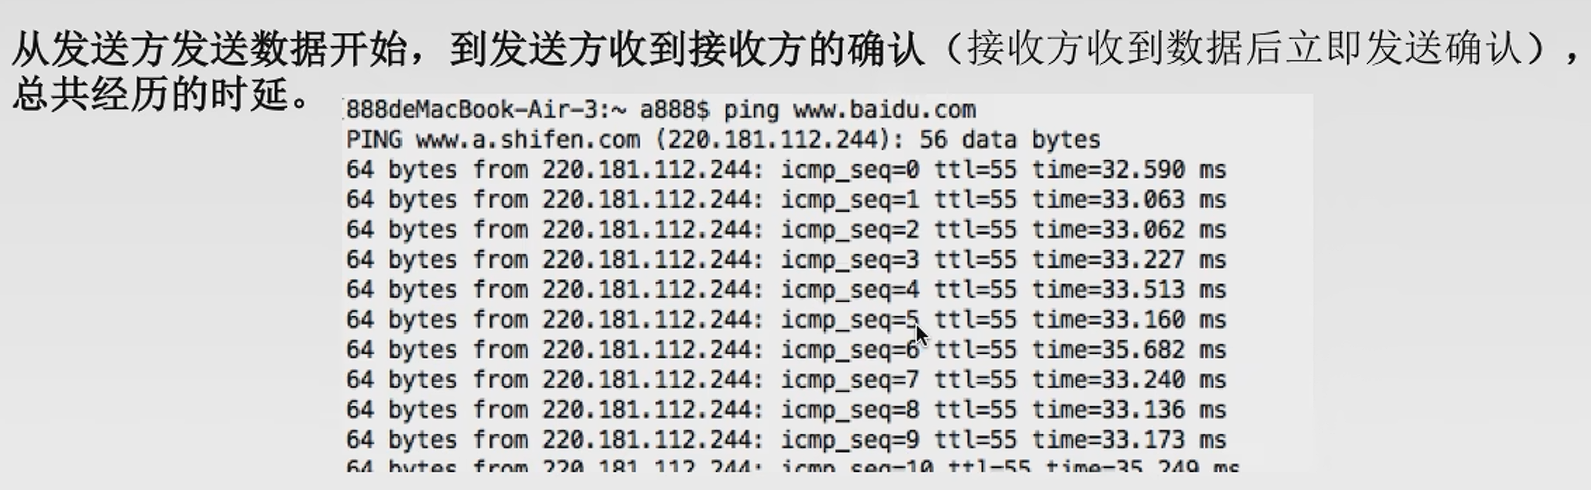 从发送方发送数据开始，到发送方收到接收方的确认（接收方收到数据后立即发送确认），
总共经历的时延。
888deMacBook-Air-3:~ a888$ ping www.baidu.com
PING www.a.shifen.com (220.181.112.244): 56 data bytes
64 bytes from 220.181.112.244: icmp_seq=0 ttl=55 time=32.590 ms
64 bytes from 220.181.112.244: icmp_seq=1 ttl=55 time=33.063 ms
64 bytes from 220.181.112.244: icmp_seq=2 ttl=55 time=33.062 ms
64 bytes from 220.181.112.244: icmp_seq=3 ttl=55 time=33.227 ms
64 bytes from 220.181.112.244: icmp_seq=4 ttl=55 time=33.513 ms
64 bytes from 220.181.112.244: icmp_seq=5 ttl=55 time=33.160 ms
64 bytes from 220.181.112.244: icmp_seq=6 ttl=55 time=35.682 ms
64 bytes from 220.181.112.244: icmp_seq=7 ttl=55 time=33.240 ms
64 bytes from 220.181.112.244: icmp_seq=8 ttl=55 time=33.136 ms
64 bytes from 220.181.112.244: icmp_seq=9 ttl=55 time=33.173 ms
64 bytes from 220.181.112.244: icmp_seq=10 ttl=55 time=35.249 ms